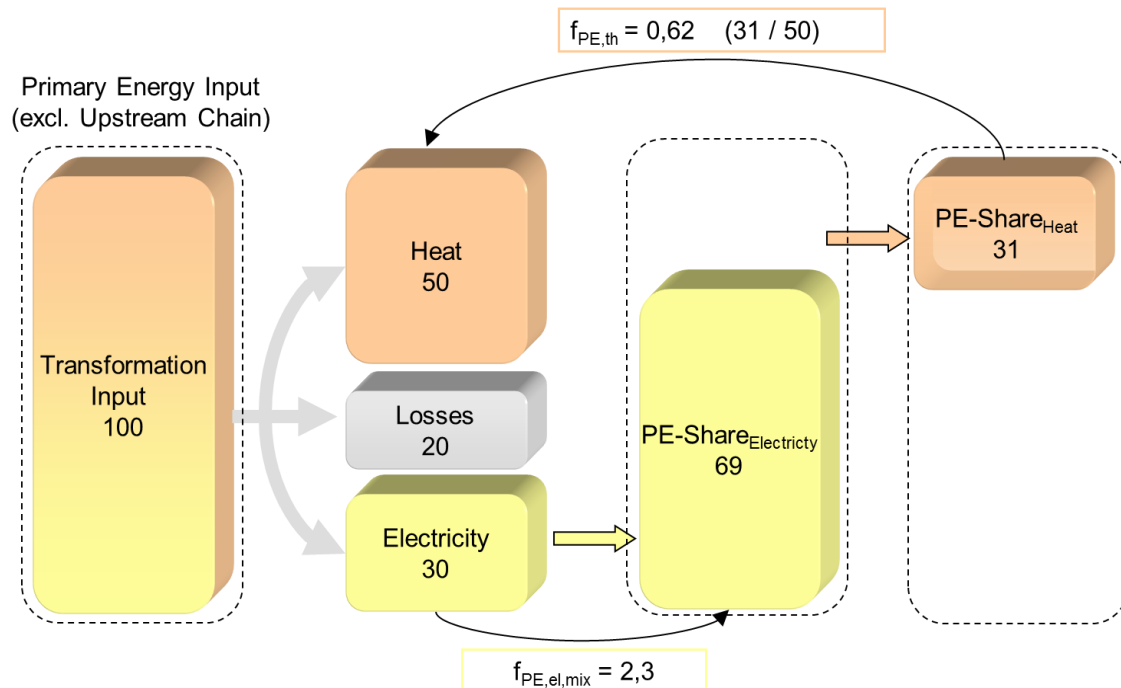 f_PE,th = 0,62 (31 / 50)
Primary Energy Input
(excl. Upstream Chain)
Transformation
Input
100
Heat
50
Losses
20
Electricity
30
PE-Share_Electricty
69
PE-Share_Heat
31
f_PE,el,mix = 2,3